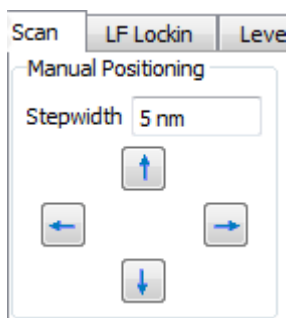 Scan LF Lockin Leve
Manual Positioning
Stepwidth 5 nm